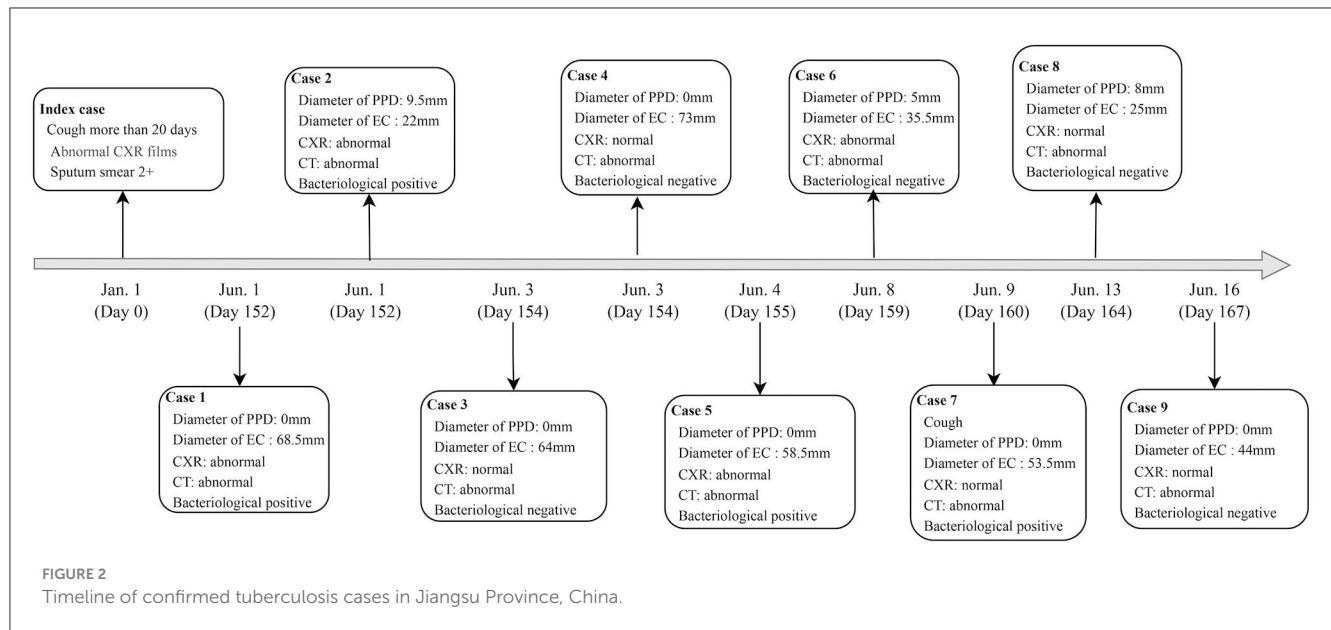 Index case
Cough more than 20 days
Abnormal CXR films
Sputum smear 2+
Case 2
Diameter of PPD: 9.5mm
Diameter of EC : 22mm
CXR: abnormal
CT: abnormal
Bacteriological positive
Case 4
Diameter of PPD: 0mm
Diameter of EC : 73mm
CXR: normal
CT: abnormal
Bacteriological negative
Case 6
Diameter of PPD: 5mm
Diameter of EC : 35.5mm
CXR: abnormal
CT: abnormal
Bacteriological negative
Case 8
Diameter of PPD: 8mm
Diameter of EC : 25mm
CXR: normal
CT: abnormal
Bacteriological negative
Jan. 1
(Day 0)
Jun. 1
(Day 152)
Jun. 1
(Day 152)
Jun. 3
(Day 154)
Jun. 3
(Day 154)
Jun. 4
(Day 155)
Jun. 8
(Day 159)
Jun. 9
(Day 160)
Jun. 13
(Day 164)
Jun. 16
(Day 167)
Case 1
Diameter of PPD: 0mm
Diameter of EC : 68.5mm
CXR: abnormal
CT: abnormal
Bacteriological positive
Case 3
Diameter of PPD: 0mm
Diameter of EC : 64mm
CXR: normal
CT: abnormal
Bacteriological negative
Case 5
Diameter of PPD: 0mm
Diameter of EC : 58.5mm
CXR: abnormal
CT: abnormal
Bacteriological positive
Case 7
Cough
Diameter of PPD: 0mm
Diameter of EC : 53.5mm
CXR: normal
CT: abnormal
Bacteriological positive
Case 9
Diameter of PPD: 0mm
Diameter of EC : 44mm
CXR: normal
CT: abnormal
Bacteriological negative
FIGURE 2
Timeline of confirmed tuberculosis cases in Jiangsu Province, China.